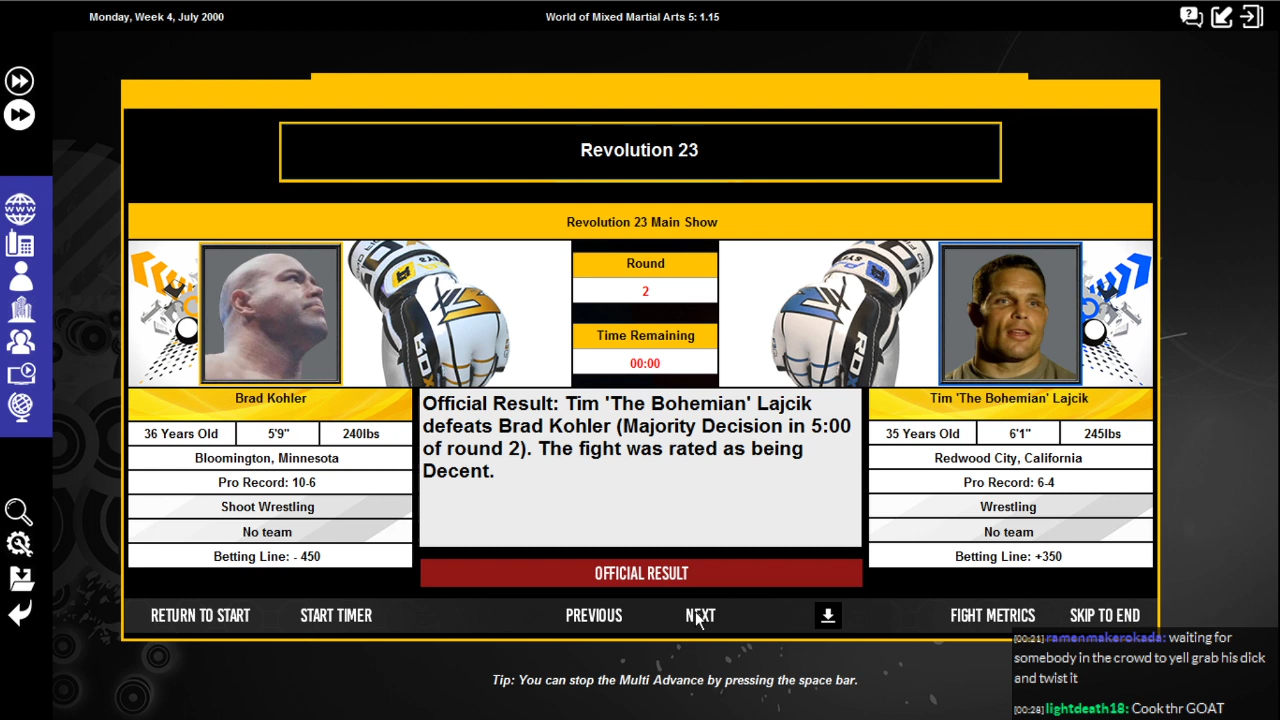 Monday, Week 4, July 2000
World of Mixed Martial Arts 5: 1.15
Revolution 23
Revolution 23 Main Show
Round
2
Time Remaining
00:00
Brad Kohler
36 Years Old
5'9"
240lbs
Bloomington, Minnesota
Pro Record: 10-6
Shoot Wrestling
No team
Betting Line: - 450
Official Result: Tim 'The Bohemian' Lajcik
defeats Brad Kohler (Majority Decision in 5:00
of round 2). The fight was rated as being
Decent.
OFFICIAL RESULT
Tim 'The Bohemian' Lajcik
35 Years Old
6'1"
245lbs
Redwood City, California
Pro Record: 6-4
Wrestling
No team
Betting Line: +350
RETURN TO START
START TIMER
PREVIOUS
NEXT
FIGHT METRICS
SKIP TO END
Tip: You can stop the Multi Advance by pressing the space bar.
[00:21] ramenmakerokada: waiting for
somebody in the crowd to yell grab his dick
and twist it
[00:28] lightdeath18: Cook thr GOAT